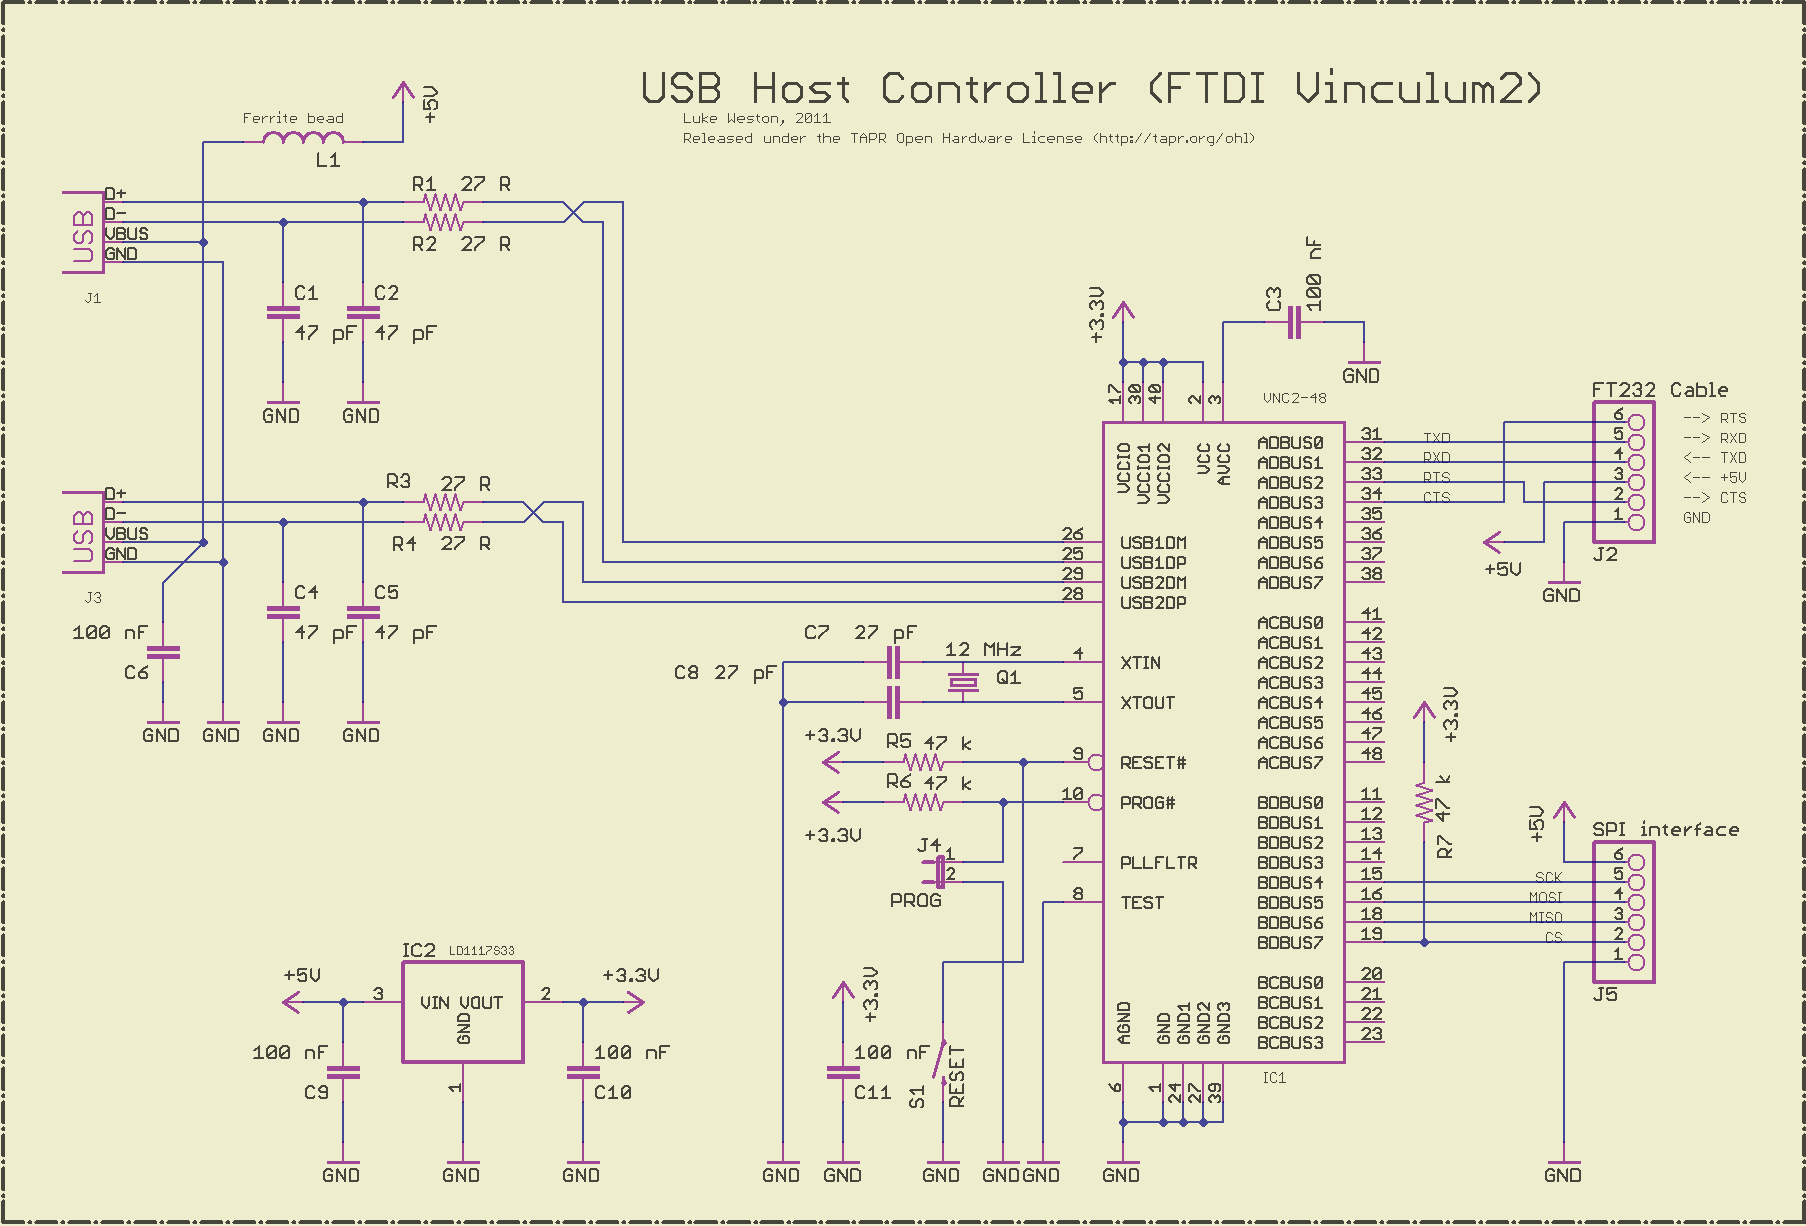 USB Host Controller (FTDI Vinculum2)
Luke Weston, 2011
Released under the TAPR Open Hardware License (http://tapr.org/ohl)
Ferrite bead
L1
+5V
USB
D+
D-
VBUS
GND
J1
R1 27 R
R2 27 R
C1
47 pF
GND
C2
47 pF
GND
USB
D+
D-
VBUS
GND
J3
R3 27 R
R4 27 R
100 nF
C6
GND
GND
C4
47 pF
GND
C5
47 pF
GND
+3.3V
C3
100 nF
GND
VNC2-48
17
30
40
2
3
VCCIO
VCCIO1
VCCIO2
VCC
AVCC
26 USB1DM
25 USB1DP
29 USB2DM
28 USB2DP
4 XTIN
5 XTOUT
9 RESET#
10 PROG#
7 PLLFLTR
8 TEST
ADBUS0 31 TXD
ADBUS1 32 RXD
ADBUS2 33 RTS
ADBUS3 34 CTS
ADBUS4 35
ADBUS5 36
ADBUS6 37
ADBUS7 38
ACBUS0 41
ACBUS1 42
ACBUS2 43
ACBUS3 44
ACBUS4 45
ACBUS5 46
ACBUS6 47
ACBUS7 48
BDBUS0 11
BDBUS1 12
BDBUS2 13
BDBUS3 14
BDBUS4 15 SCK
BDBUS5 16 MOSI
BDBUS6 18 MISO
BDBUS7 19 CS
BCBUS0 20
BCBUS1 21
BCBUS2 22
BCBUS3 23
AGND
GND
GND1
GND2
GND3
6
1
24
27
39
IC1
GND
FT232 Cable
6 --> RTS
5 --> RXD
4 <-- TXD
3 <-- +5V
2 --> CTS
1 GND
J2
+5V
GND
C7 27 pF
C8 27 pF
12 MHz
Q1
+3.3V
R5 47 k
R6 47 k
+3.3V
J4
1
2
PROG
+3.3V
R7 47 k
+5V
SPI interface
6
5
4
3
2
1
J5
GND
IC2 LD1117S33
+5V
3 VIN VOUT 2
GND
1
+3.3V
100 nF
C9
GND
GND
100 nF
C10
GND
GND
+3.3V
100 nF
C11
GND
S1
RESET
GND
GND
GND